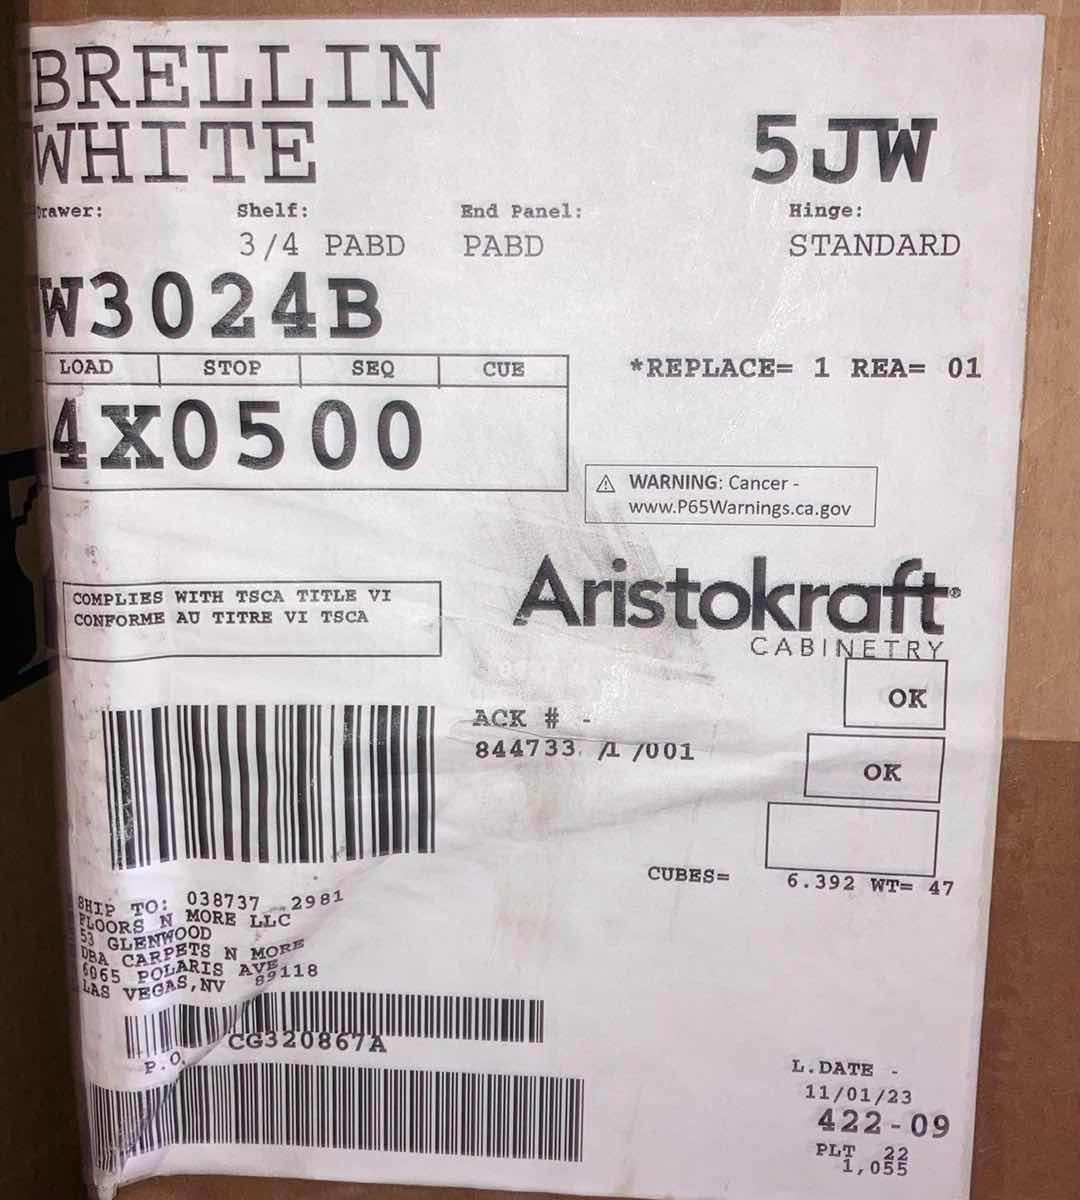 BRELLIN
WHITE
5JW
Drawer: Shelf: End Panel: Hinge:
3/4 PABD PABD STANDARD
W3024B
LOAD STOP SEQ CUE
*REPLACE= 1 REA= 01
4X0500
⚠ WARNING: Cancer -
www.P65Warnings.ca.gov
COMPLIES WITH TSCA TITLE VI
CONFORME AU TITRE VI TSCA
Aristokraft®
CABINETRY
OK
ACK # -
844733 /1 /001
OK
CUBES= 6.392 WT= 47
SHIP TO: 038737 2981
FLOORS N MORE LLC
53 GLENWOOD
DBA CARPETS N MORE
6065 POLARIS AVE
LAS VEGAS,NV 89118
CG320867A
P.O.
L.DATE -
11/01/23
422-09
PLT 22
1,055